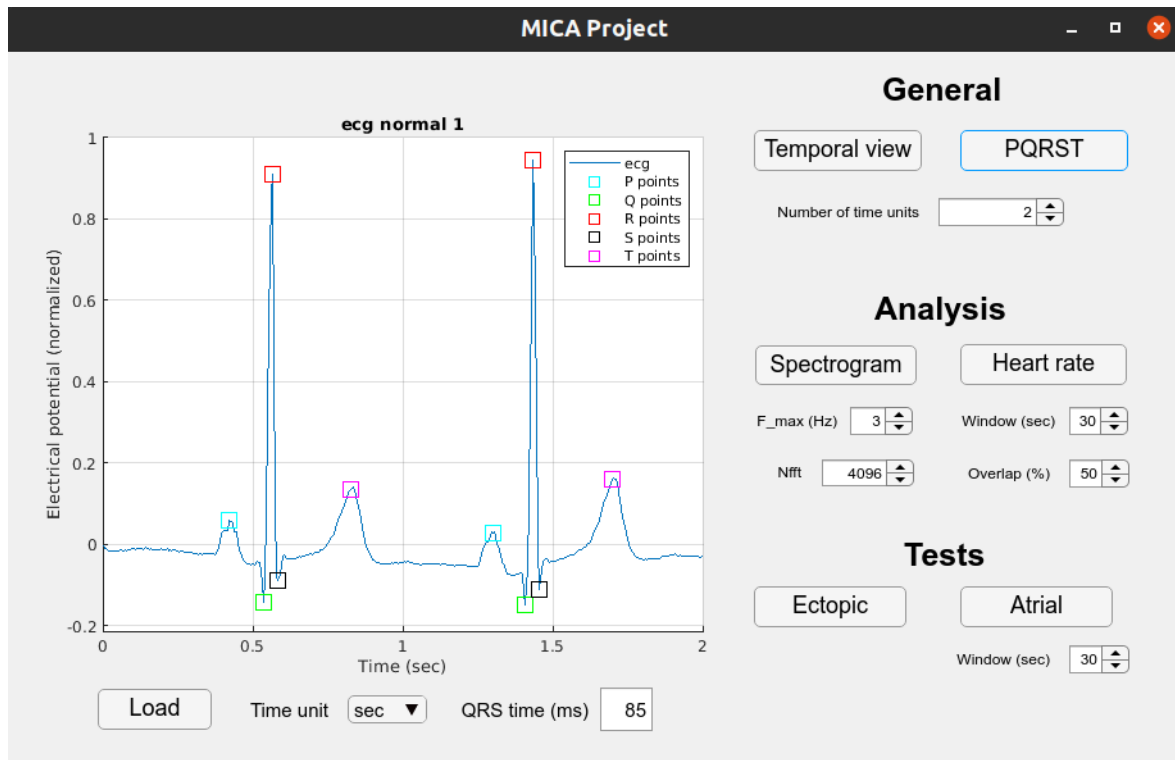 MICA Project
ecg normal 1
1
0.8
0.6
0.4
0.2
0
-0.2
Electrical potential (normalized)
0
0.5
1
1.5
2
Time (sec)
ecg
P points
Q points
R points
S points
T points
Load
Time unit
sec
QRS time (ms)
85
General
Temporal view
PQRST
Number of time units
2
Analysis
Spectrogram
Heart rate
F_max (Hz)
3
Window (sec)
30
Nfft
4096
Overlap (%)
50
Tests
Ectopic
Atrial
Window (sec)
30